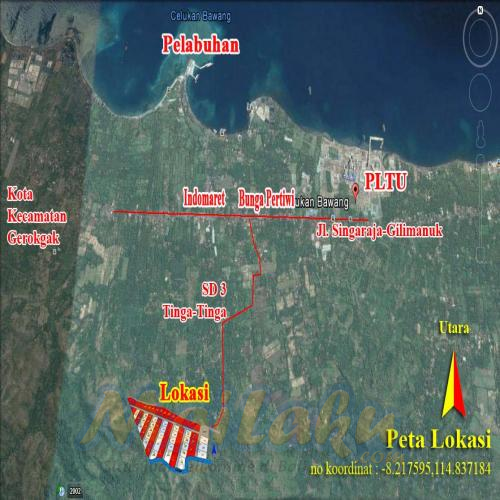 N
Celukan Bawang
Pelabuhan
PLTU
Kota
Kecamatan
Gerokgak
Indomaret
Bunga Pertiwi
lukan Bawang
Jl. Singaraja-Gilimanuk
SD 3
Tinga-Tinga
Utara
Lokasi
Peta Lokasi
no koordinat : -8.217595,114.837184
2002